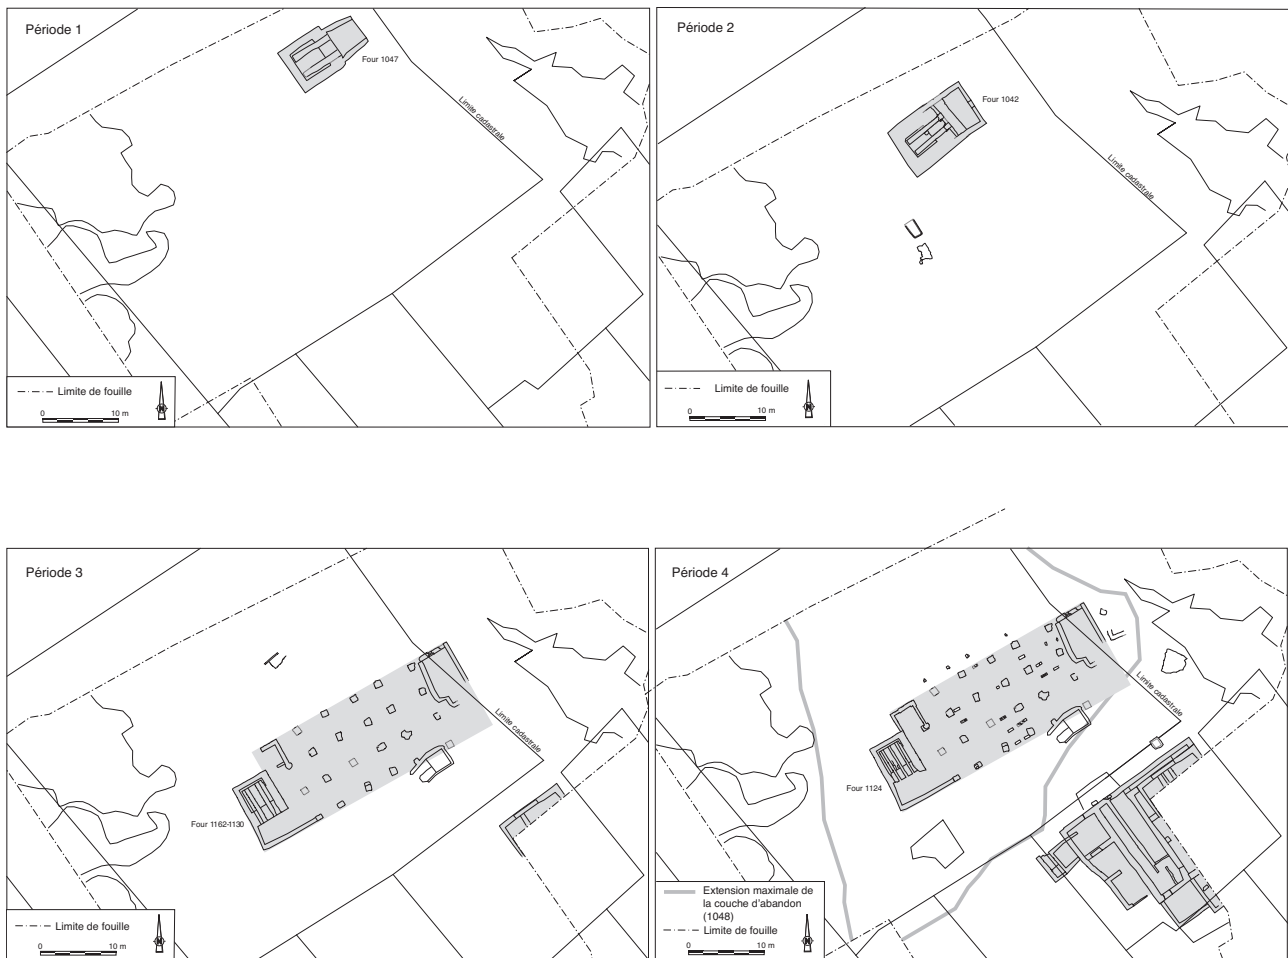 Période 1
Four 1047
Limite cadastrale
Limite de fouille
0 10 m
N
Période 2
Four 1042
Limite cadastrale
Limite de fouille
0 10 m
N
Période 3
Limite cadastrale
Four 1162-1130
Limite de fouille
0 10 m
N
Période 4
Limite cadastrale
Four 1124
Extension maximale de
la couche d'abandon
(1048)
Limite de fouille
0 10 m
N